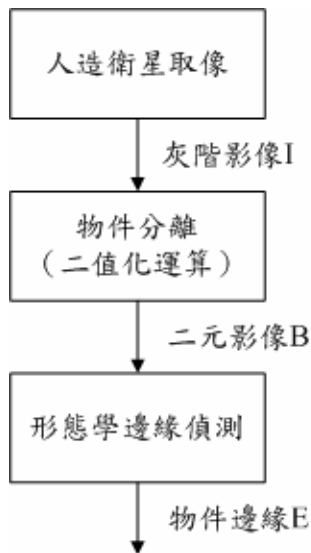 人造衛星取像
灰階影像I
物件分離
（二值化運算）
二元影像B
形態學邊緣偵測
物件邊緣E